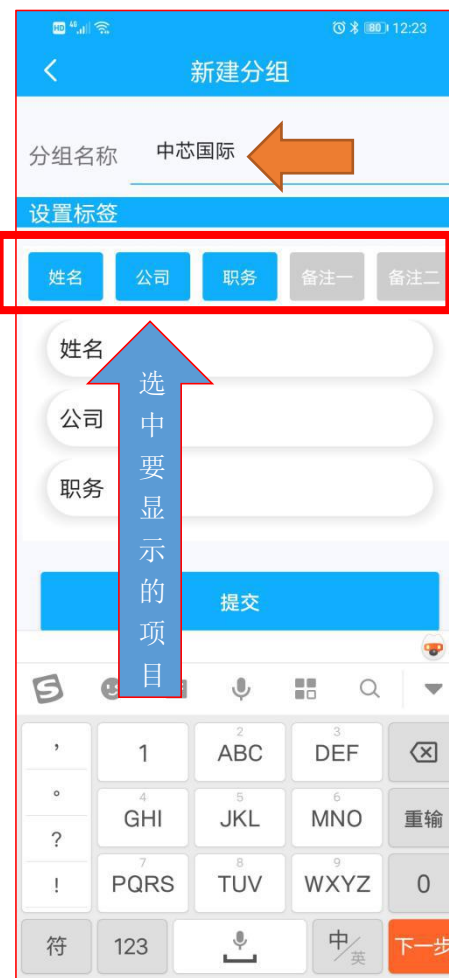 HD 46 80 12:23
新建分组
分组名称 中芯国际
设置标签
姓名 公司 职务 备注一 备注二
姓名
公司
职务
选中要显示的项目
提交
， 1 2 ABC 3 DEF
。 4 GHI 5 JKL 6 MNO 重输
？
！ 7 PQRS 8 TUV 9 WXYZ 0
符 123 中/英 下一步